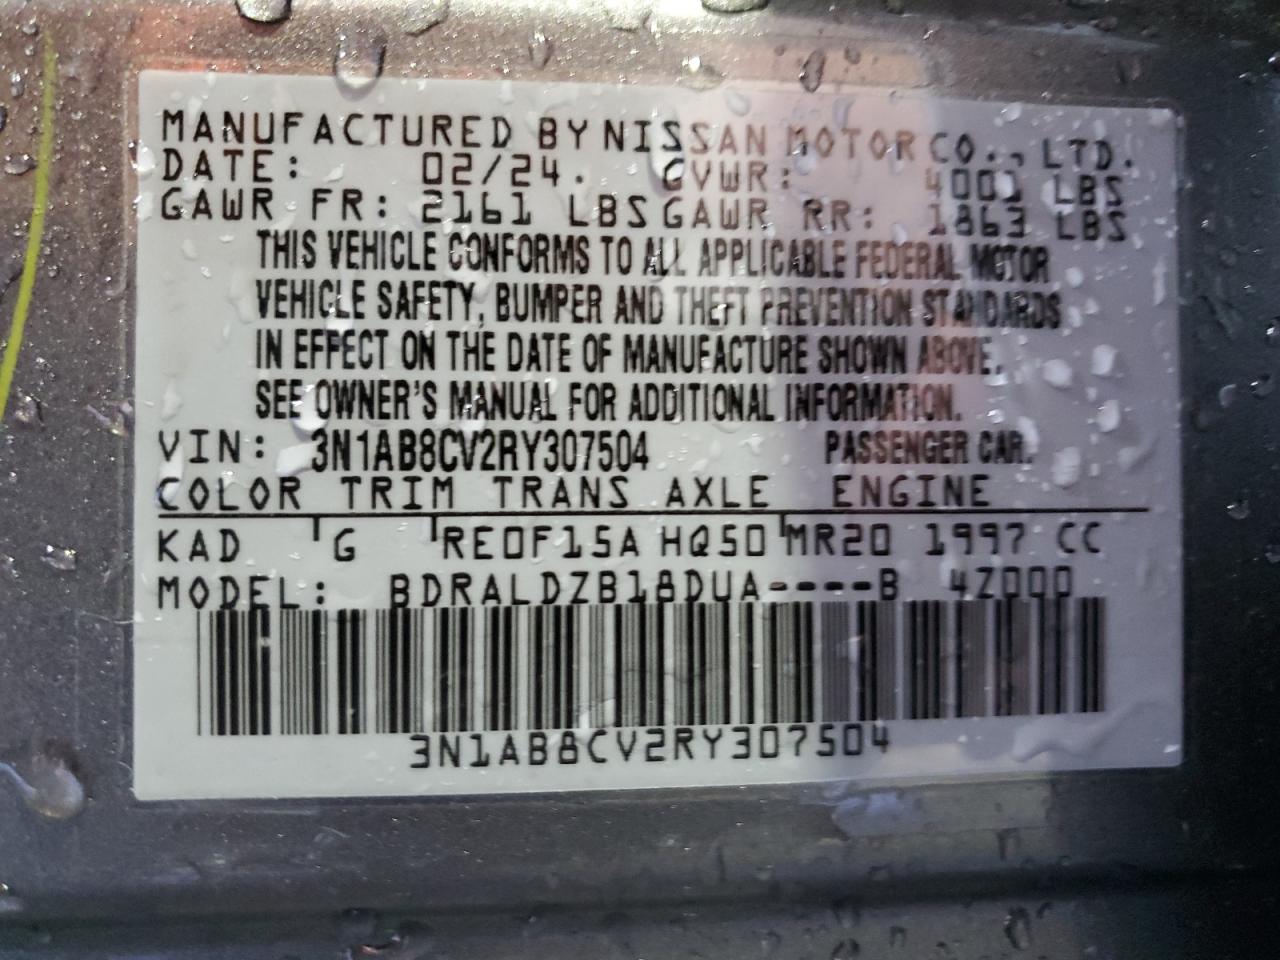 MANUFACTURED BY NISSAN MOTOR CO., LTD.
DATE: 02/24. GVWR: 4001 LBS
GAWR FR: 2161 LBS GAWR RR: 1863 LBS
THIS VEHICLE CONFORMS TO ALL APPLICABLE FEDERAL MOTOR
VEHICLE SAFETY, BUMPER AND THEFT PREVENTION STANDARDS
IN EFFECT ON THE DATE OF MANUFACTURE SHOWN ABOVE.
SEE OWNER'S MANUAL FOR ADDITIONAL INFORMATION.
VIN: 3N1AB8CV2RY307504 PASSENGER CAR.
COLOR TRIM TRANS AXLE ENGINE
KAD G RE0F15A HQ50 MR20 1997 CC
MODEL: BDRALDZB18DUA----B 4Z000
3N1AB8CV2RY307504